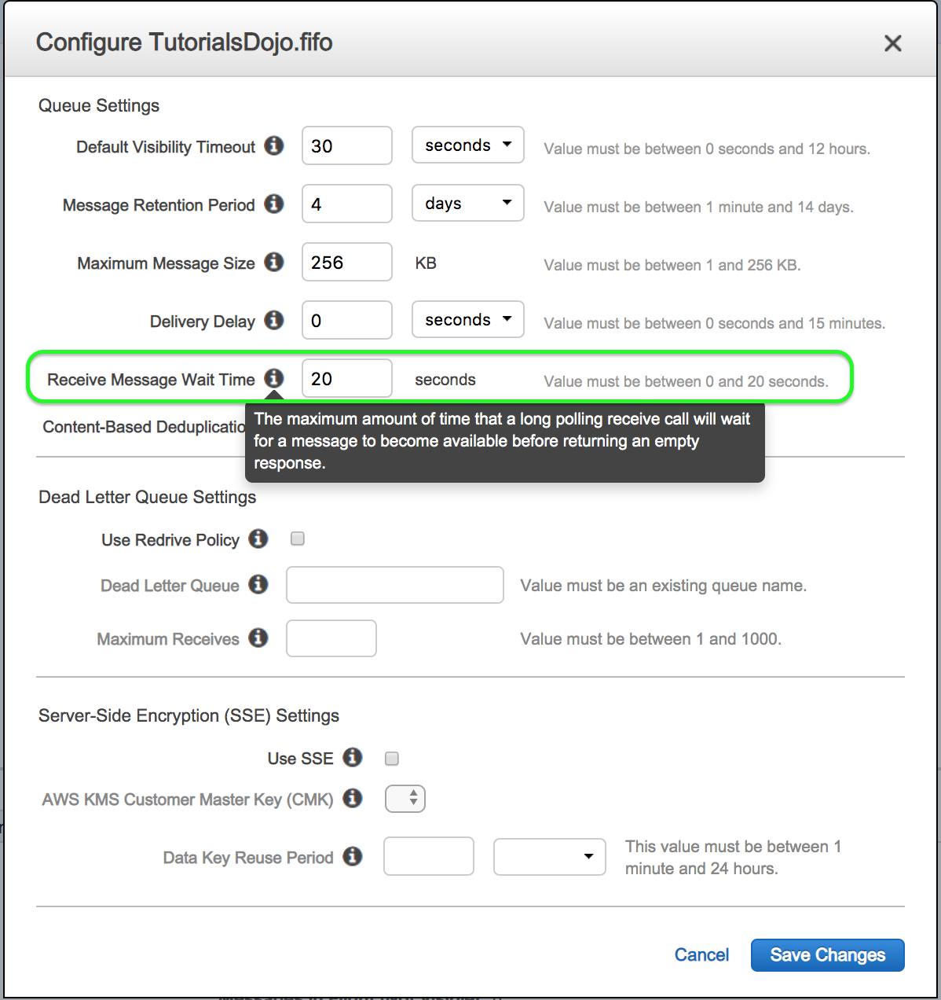 Configure TutorialsDojo.fifo
Queue Settings
Default Visibility Timeout 30 seconds Value must be between 0 seconds and 12 hours.
Message Retention Period 4 days Value must be between 1 minute and 14 days.
Maximum Message Size 256 KB Value must be between 1 and 256 KB.
Delivery Delay 0 seconds Value must be between 0 seconds and 15 minutes.
Receive Message Wait Time 20 seconds Value must be between 0 and 20 seconds.
The maximum amount of time that a long polling receive call will wait
for a message to become available before returning an empty
response.
Content-Based Deduplicatio
Dead Letter Queue Settings
Use Redrive Policy
Dead Letter Queue Value must be an existing queue name.
Maximum Receives Value must be between 1 and 1000.
Server-Side Encryption (SSE) Settings
Use SSE
AWS KMS Customer Master Key (CMK)
Data Key Reuse Period This value must be between 1
minute and 24 hours.
Cancel Save Changes